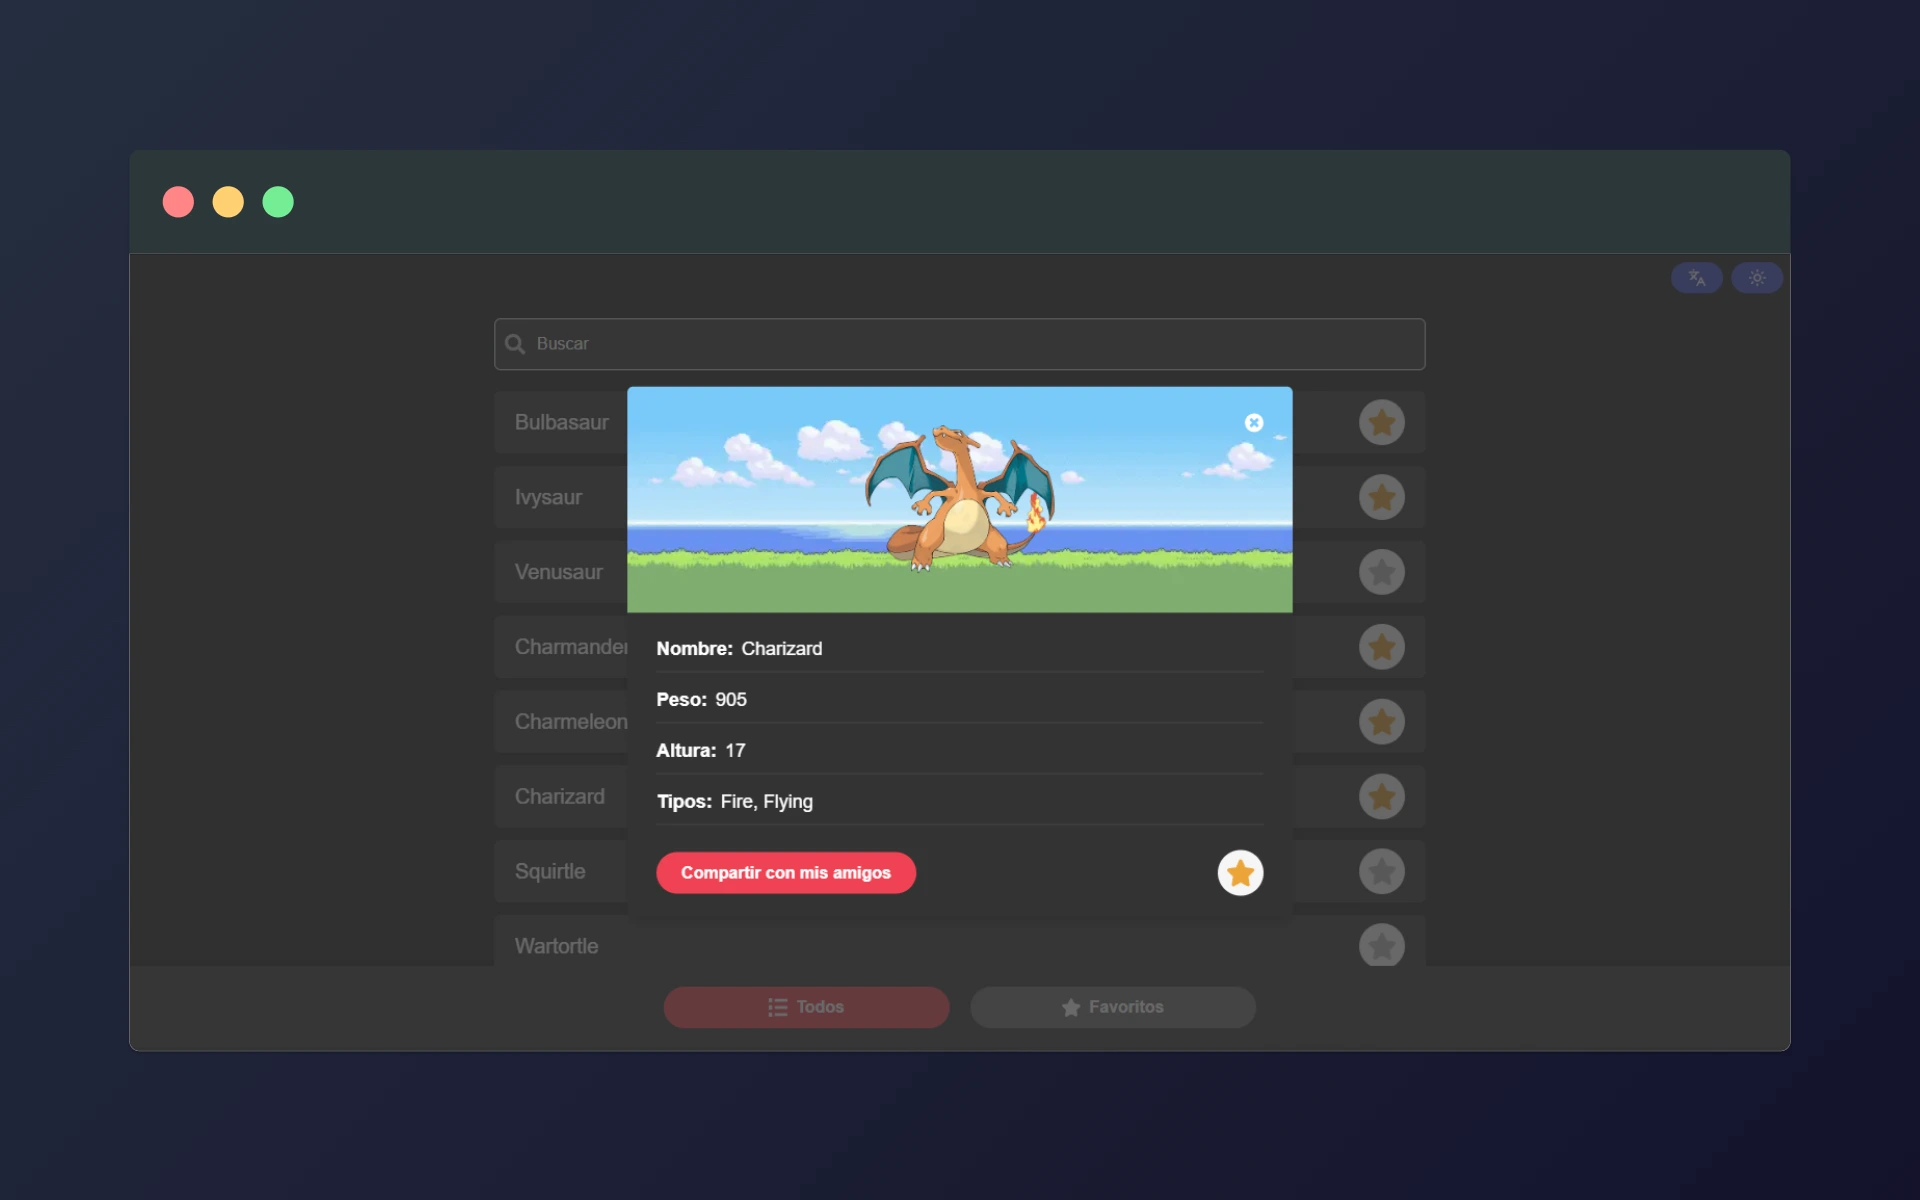 Buscar
Bulbasaur
Ivysaur
Venusaur
Charmander
Charmeleon
Charizard
Squirtle
Wartortle
Nombre: Charizard
Peso: 905
Altura: 17
Tipos: Fire, Flying
Compartir con mis amigos
Todos
Favoritos